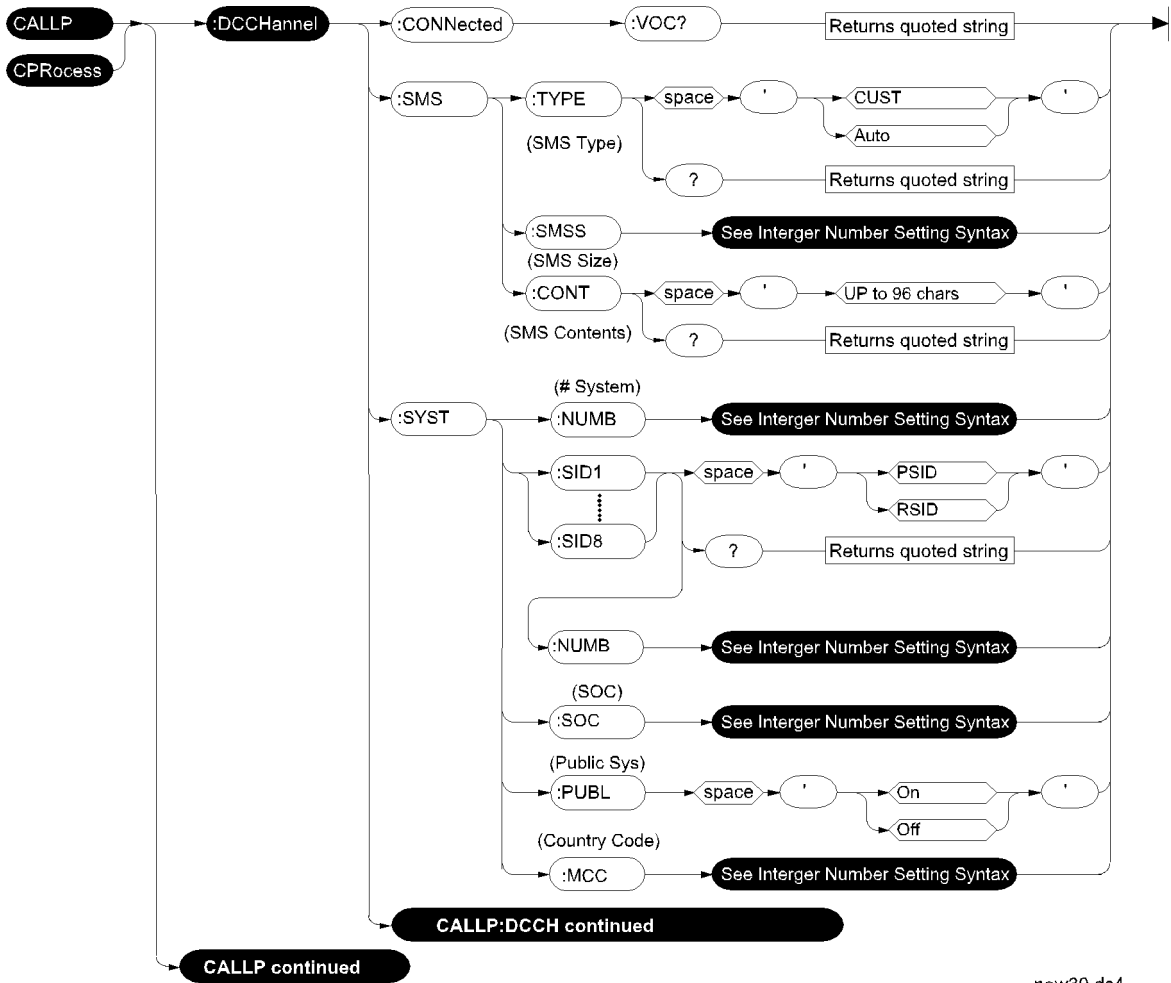 CALLP :DCCHannel :CONNected :VOC? Returns quoted string
CPRocess
:SMS :TYPE space ' CUST '
Auto
(SMS Type)
? Returns quoted string
:SMSS See Interger Number Setting Syntax
(SMS Size)
:CONT space ' UP to 96 chars '
(SMS Contents)
? Returns quoted string
(# System)
:SYST :NUMB See Interger Number Setting Syntax
:SID1 space ' PSID '
RSID
:SID8 ? Returns quoted string
:NUMB See Interger Number Setting Syntax
(SOC)
:SOC See Interger Number Setting Syntax
(Public Sys)
:PUBL space ' On '
Off
(Country Code)
:MCC See Interger Number Setting Syntax
CALLP:DCCH continued
CALLP continued